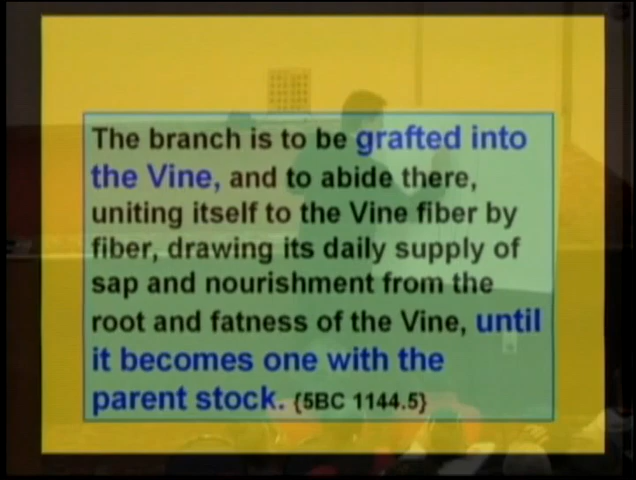 The branch is to be grafted into
the Vine, and to abide there,
uniting itself to the Vine fiber by
fiber, drawing its daily supply of
sap and nourishment from the
root and fatness of the Vine, until
it becomes one with the
parent stock. {5BC 1144.5}